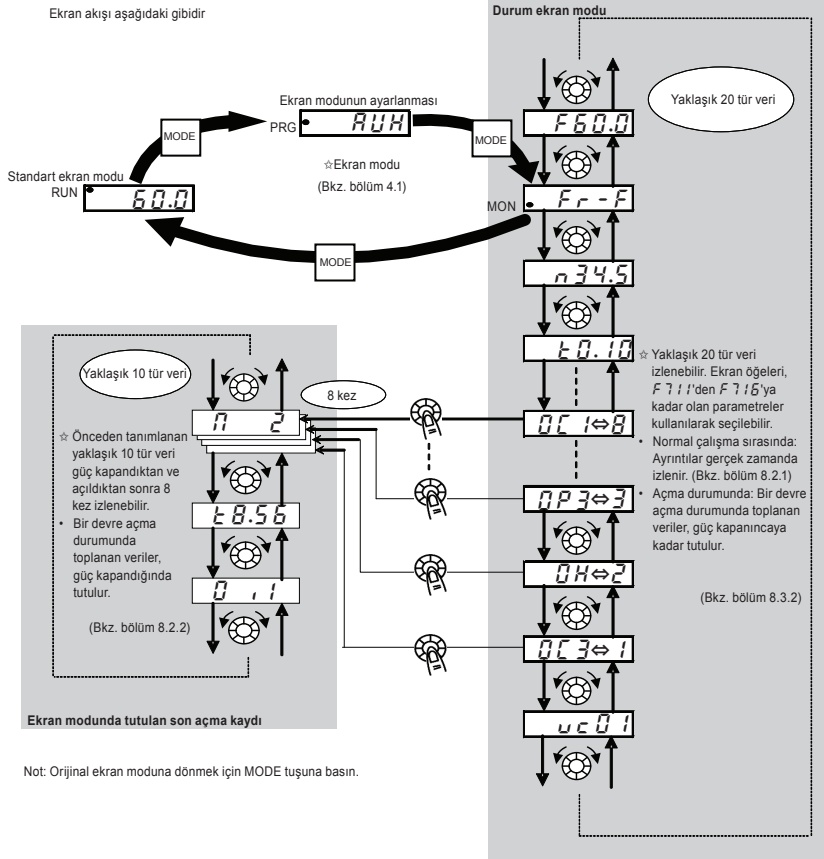 Ekran akışı aşağıdaki gibidir
Durum ekran modu
Yaklaşık 20 tür veri
Ekran modunun ayarlanması
PRG
AUH
MODE
MODE
☆Ekran modu
(Bkz. bölüm 4.1)
Standart ekran modu
RUN
60.0
MODE
F60.0
MON
Fr-F
n34.5
t0.10
☆ Yaklaşık 20 tür veri
izlenebilir. Ekran öğeleri,
F711'den F716'ya
kadar olan parametreler
kullanılarak seçilebilir.
• Normal çalışma sırasında:
Ayrıntılar gerçek zamanda
izlenir. (Bkz. bölüm 8.2.1)
• Açma durumunda: Bir devre
açma durumunda toplanan
veriler, güç kapanıncaya
kadar tutulur.
(Bkz. bölüm 8.3.2)
OC1⇔8
OP3⇔3
OH⇔2
OC3⇔1
uc01
Yaklaşık 10 tür veri
8 kez
n 2
☆ Önceden tanımlanan
yaklaşık 10 tür veri
güç kapandıktan ve
açıldıktan sonra 8
kez izlenebilir.
• Bir devre açma
durumunda
toplanan veriler,
güç kapandığında
tutulur.
(Bkz. bölüm 8.2.2)
t8.56
0 i1
Ekran modunda tutulan son açma kaydı
Not: Orijinal ekran moduna dönmek için MODE tuşuna basın.